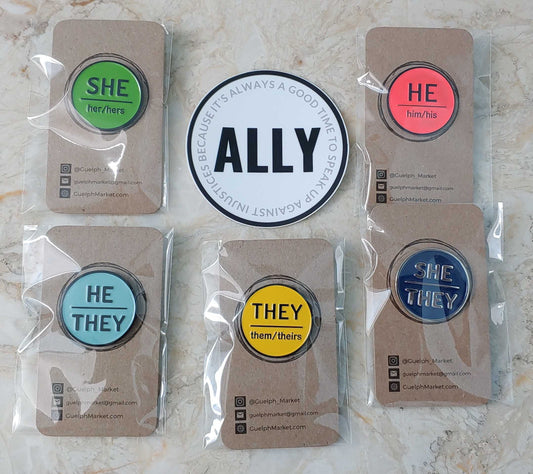 SHE
her/hers
@Guelph_Market
guelphmarket@gmail.com
GuelphMarket.com
BECAUSE IT'S ALWAYS A GOOD TIME TO SPEAK UP AGAINST INJUSTICES
ALLY
HE
him/his
@Guelph_Market
guelphmarket@gmail.com
GuelphMarket.com
HE
THEY
@Guelph_Market
guelphmarket@gmail.com
GuelphMarket.com
THEY
them/theirs
@Guelph_Market
guelphmarket@gmail.com
GuelphMarket.com
SHE
THEY
@Guelph_Market
guelphmarket@gmail.com
GuelphMarket.com